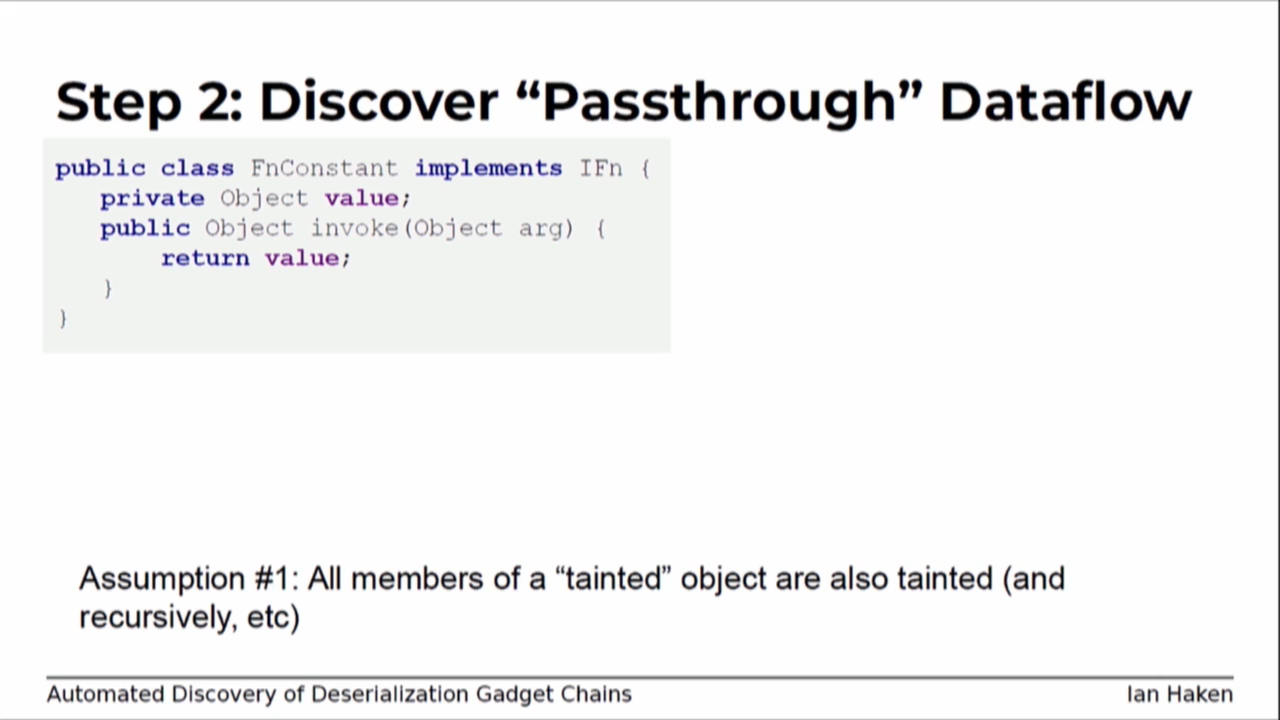 Step 2: Discover “Passthrough” Dataflow
public class FnConstant implements IFn {
private Object value;
public Object invoke(Object arg) {
return value;
}
}
Assumption #1: All members of a “tainted” object are also tainted (and
recursively, etc)
Automated Discovery of Deserialization Gadget Chains
Ian Haken